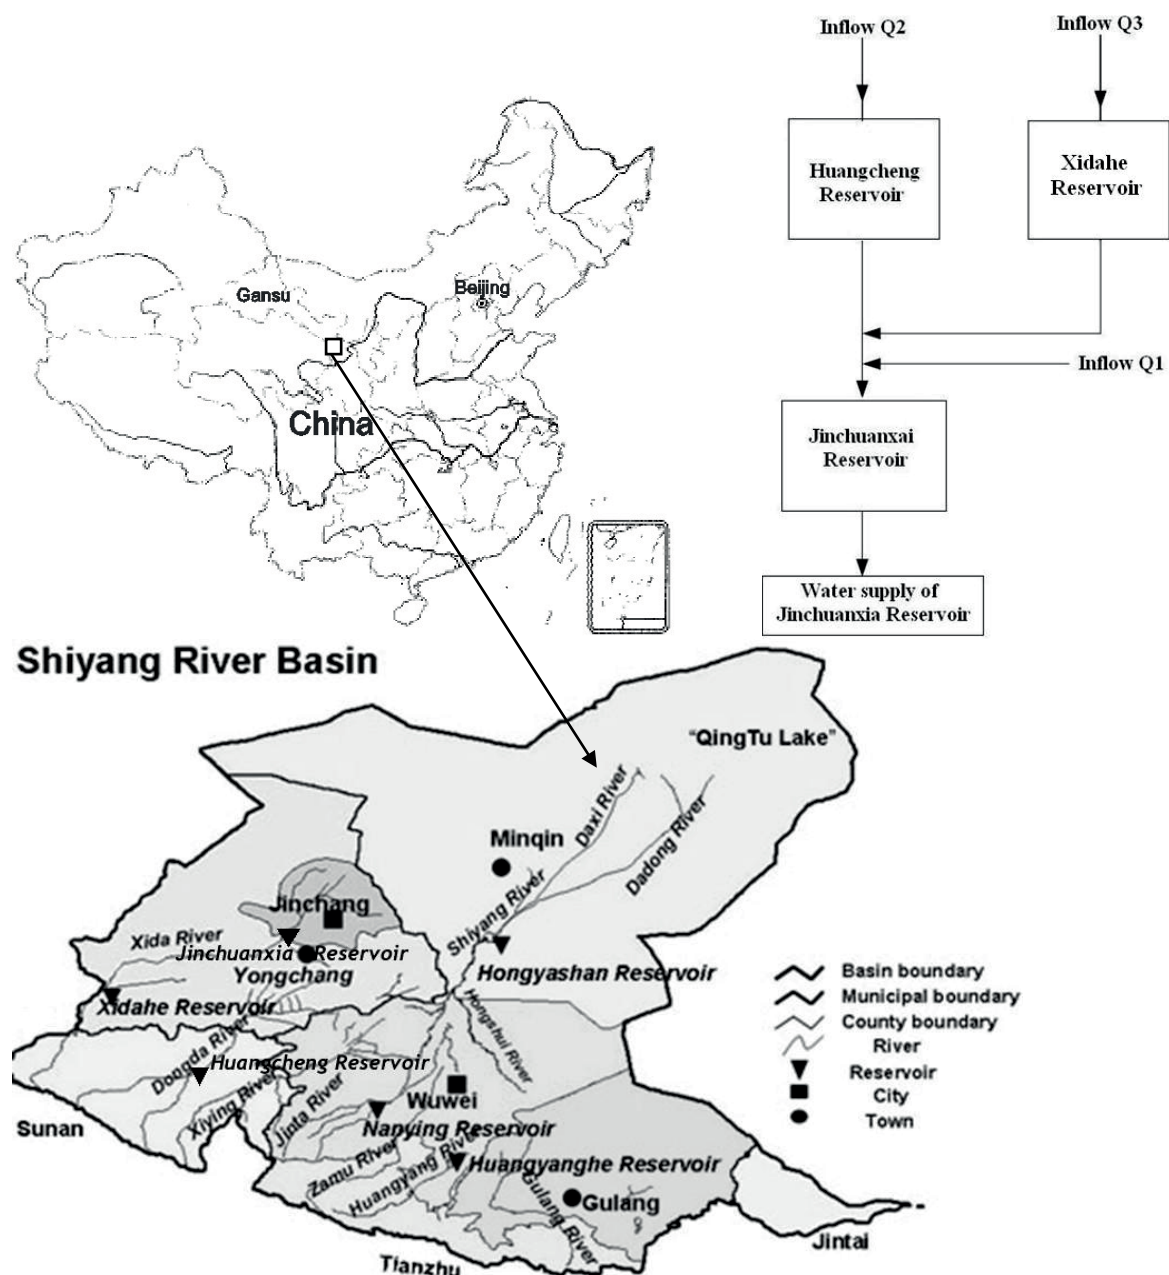 Inflow Q2
Inflow Q3
Huangcheng
Reservoir
Xidahe
Reservoir
Gansu
Beijing
Inflow Q1
China
Jinchuanxai
Reservoir
Water supply of
Jinchuanxia Reservoir
Shiyang River Basin
"QingTu Lake"
Daxi River
Minqin
Dadong River
Shiyang River
Jinchang
Xida River
Jinchuanxia Reservoir
Yongchang
Hongyashan Reservoir
Xidahe Reservoir
Hongshui River
Dongda River
Huangcheng Reservoir
Xiying River
Jinta River
Wuwei
Sunan
Nanying Reservoir
Zamu River
Huangyang River
Huangyanghe Reservoir
Gulang River
Gulang
Jintai
Tianzhu
Basin boundary
Municipal boundary
County boundary
River
Reservoir
City
Town